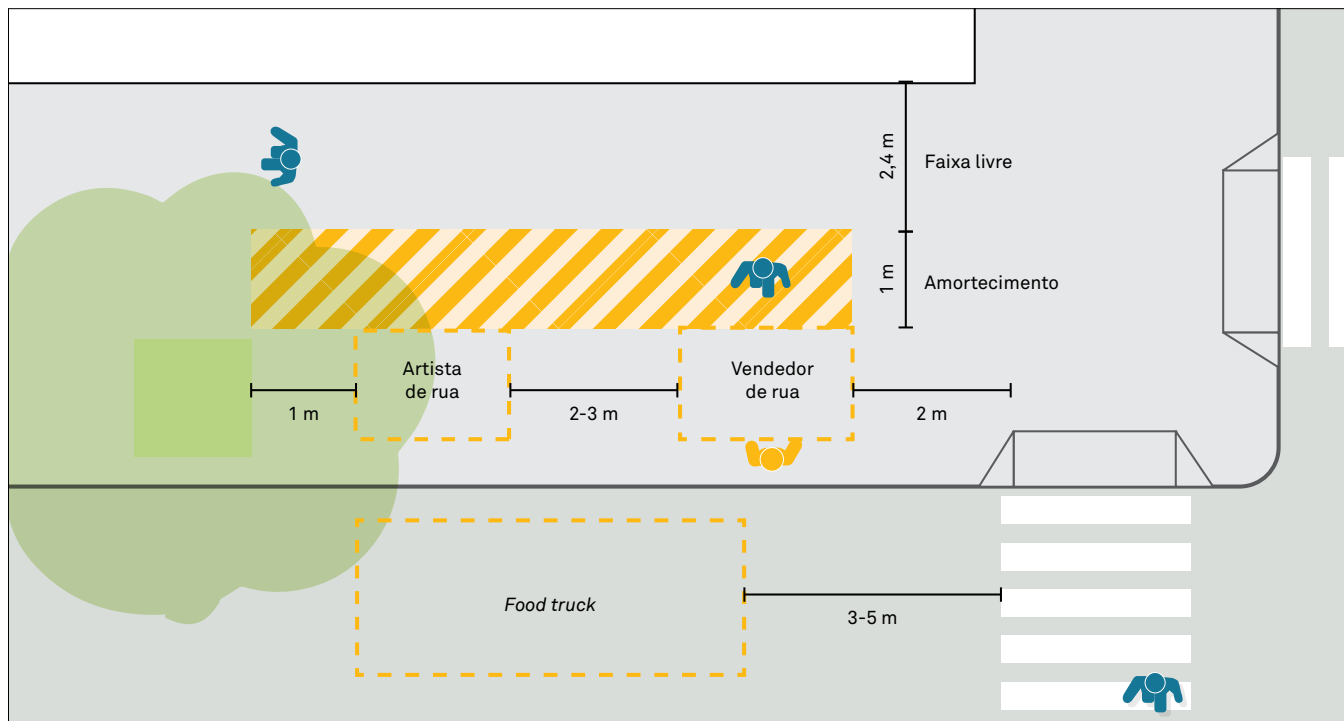 2,4 m
Faixa livre
1 m
Amortecimento
Artista
de rua
Vendedor
de rua
1 m
2-3 m
2 m
Food truck
3-5 m